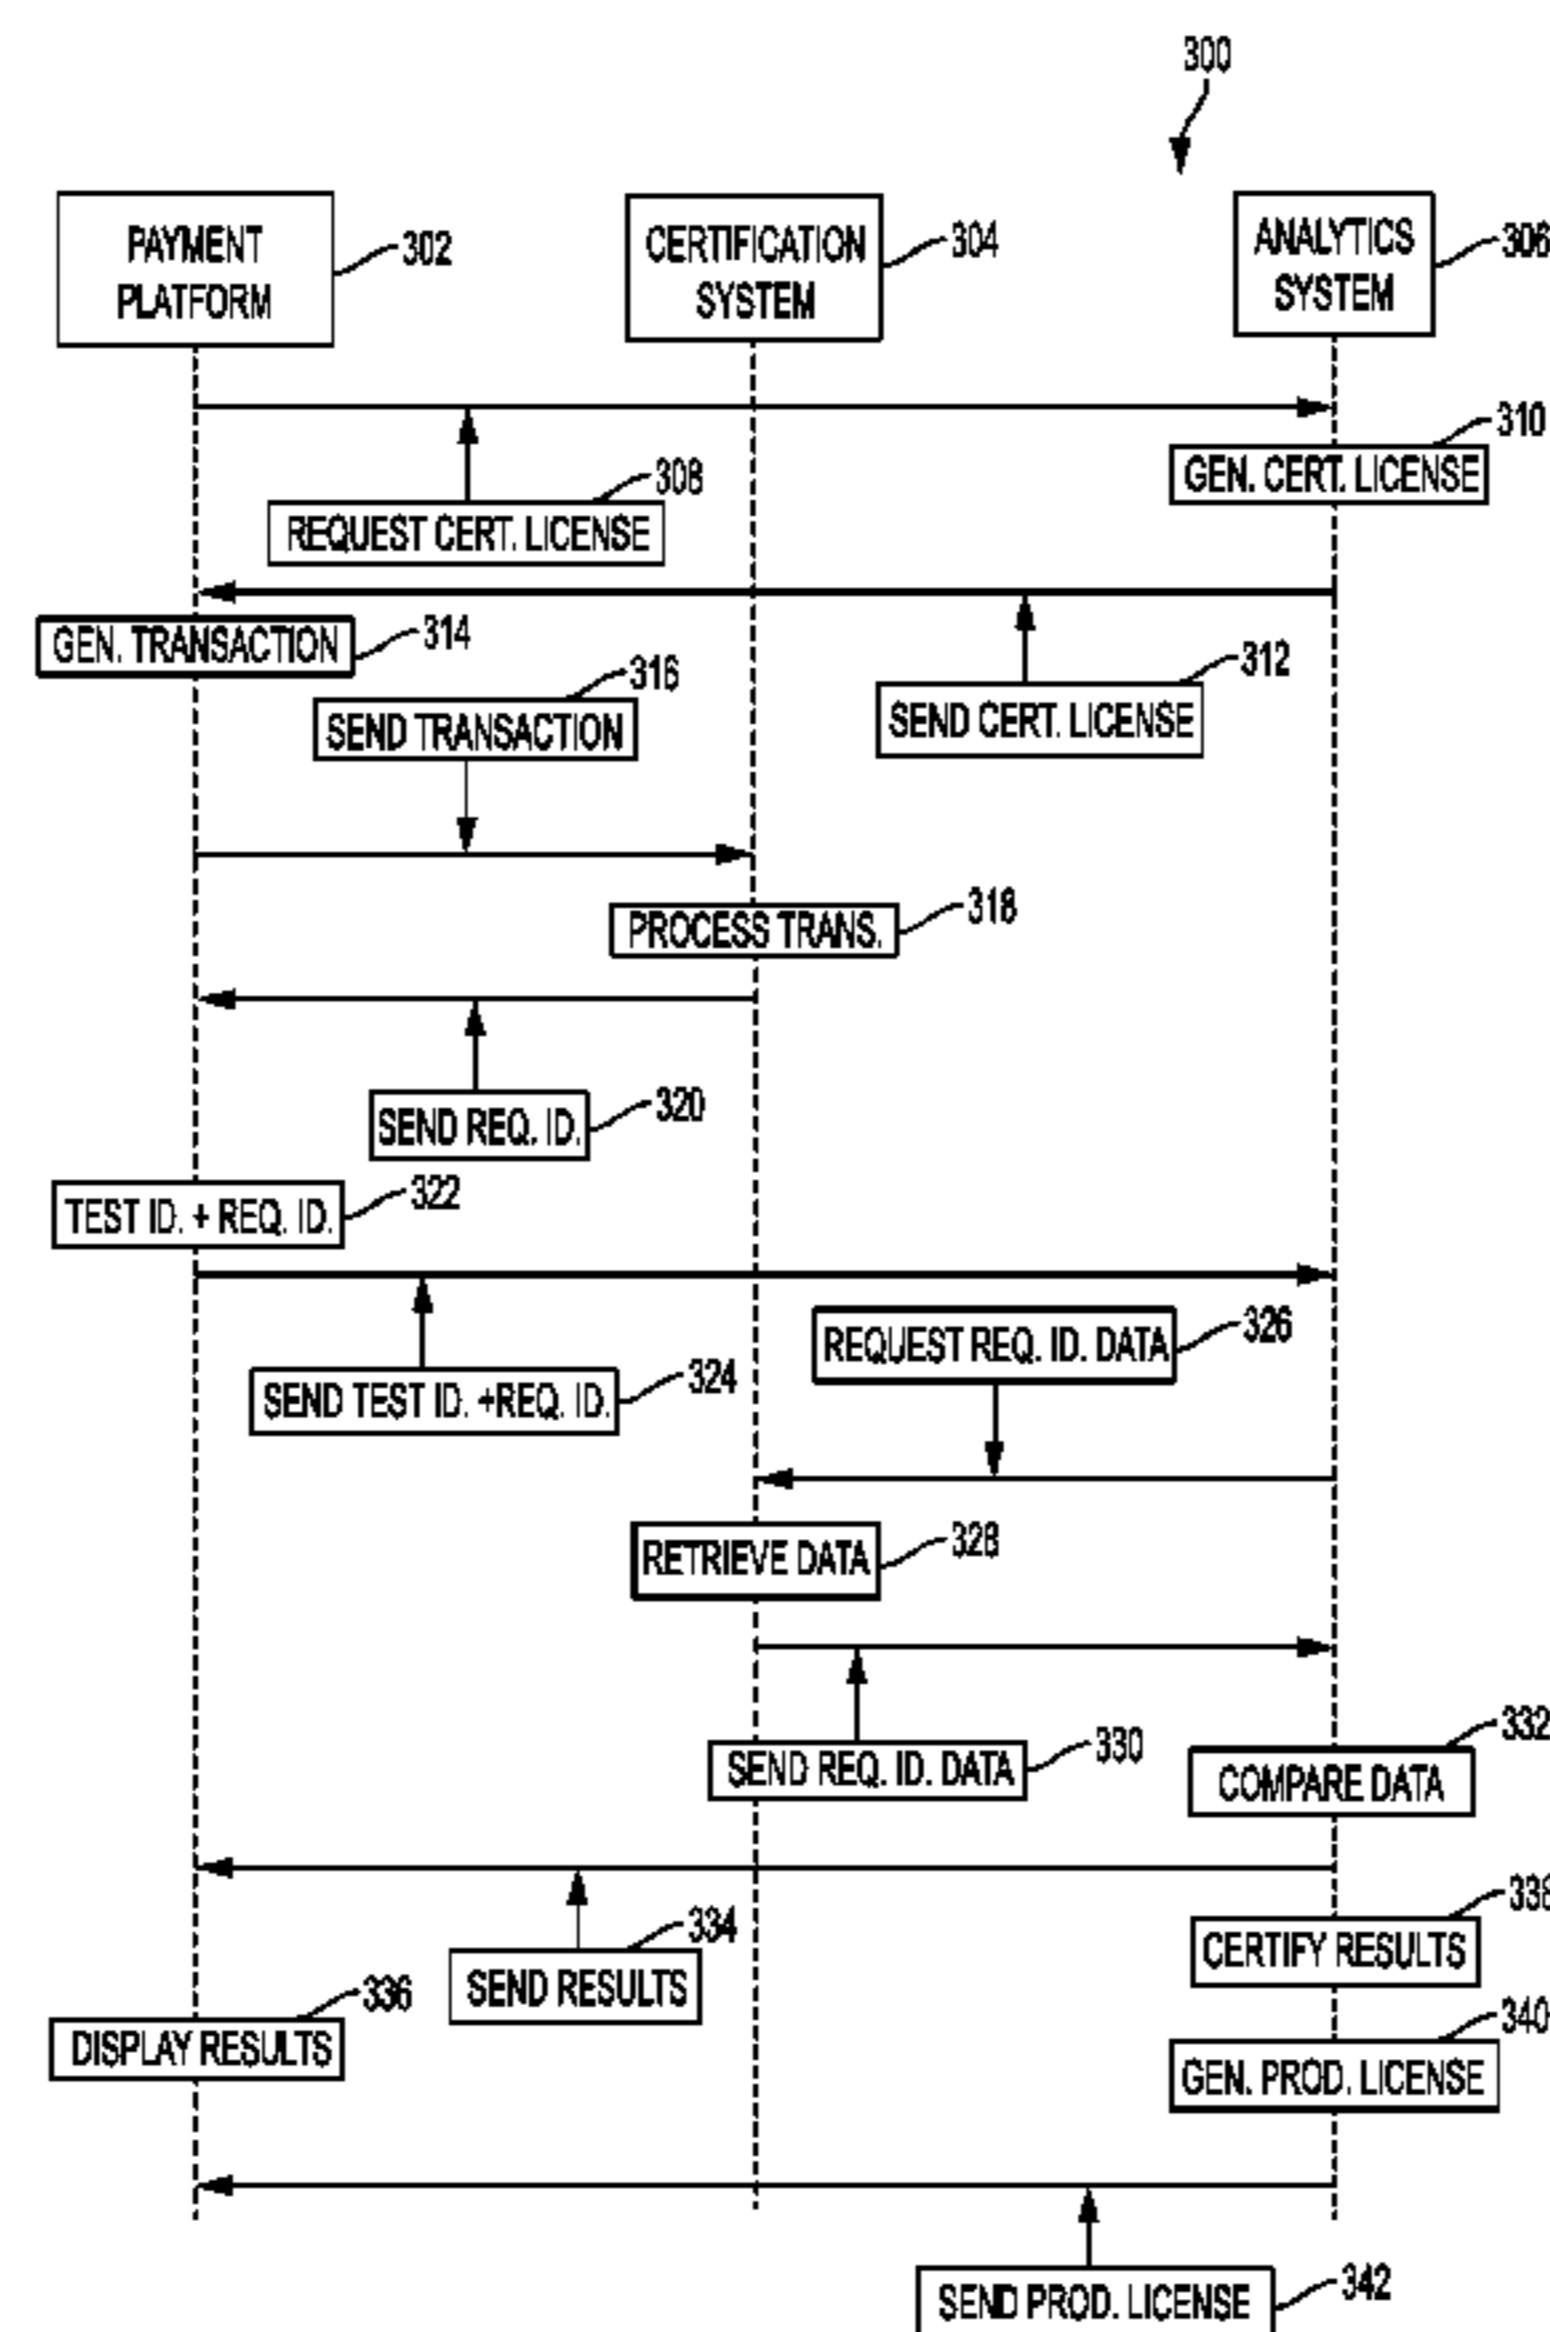 300
PAYMENT
PLATFORM
302
CERTIFICATION
SYSTEM
304
ANALYTICS
SYSTEM
306
310
GEN. CERT. LICENSE
308
REQUEST CERT. LICENSE
GEN. TRANSACTION
314
312
SEND CERT. LICENSE
316
SEND TRANSACTION
PROCESS TRANS.
318
SEND REQ. ID.
320
TEST ID. + REQ. ID.
322
REQUEST REQ. ID. DATA
326
SEND TEST ID. +REQ. ID.
324
RETRIEVE DATA
328
SEND REQ. ID. DATA
330
332
COMPARE DATA
338
CERTIFY RESULTS
334
SEND RESULTS
336
DISPLAY RESULTS
340
GEN. PROD. LICENSE
SEND PROD. LICENSE
342